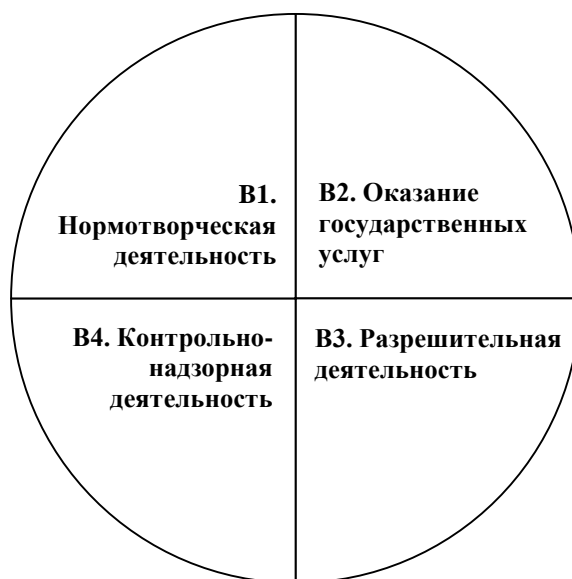 В1.
Нормотворческая
деятельность
В2. Оказание
государственных
услуг
В4. Контрольно-
надзорная
деятельность
В3. Разрешительная
деятельность